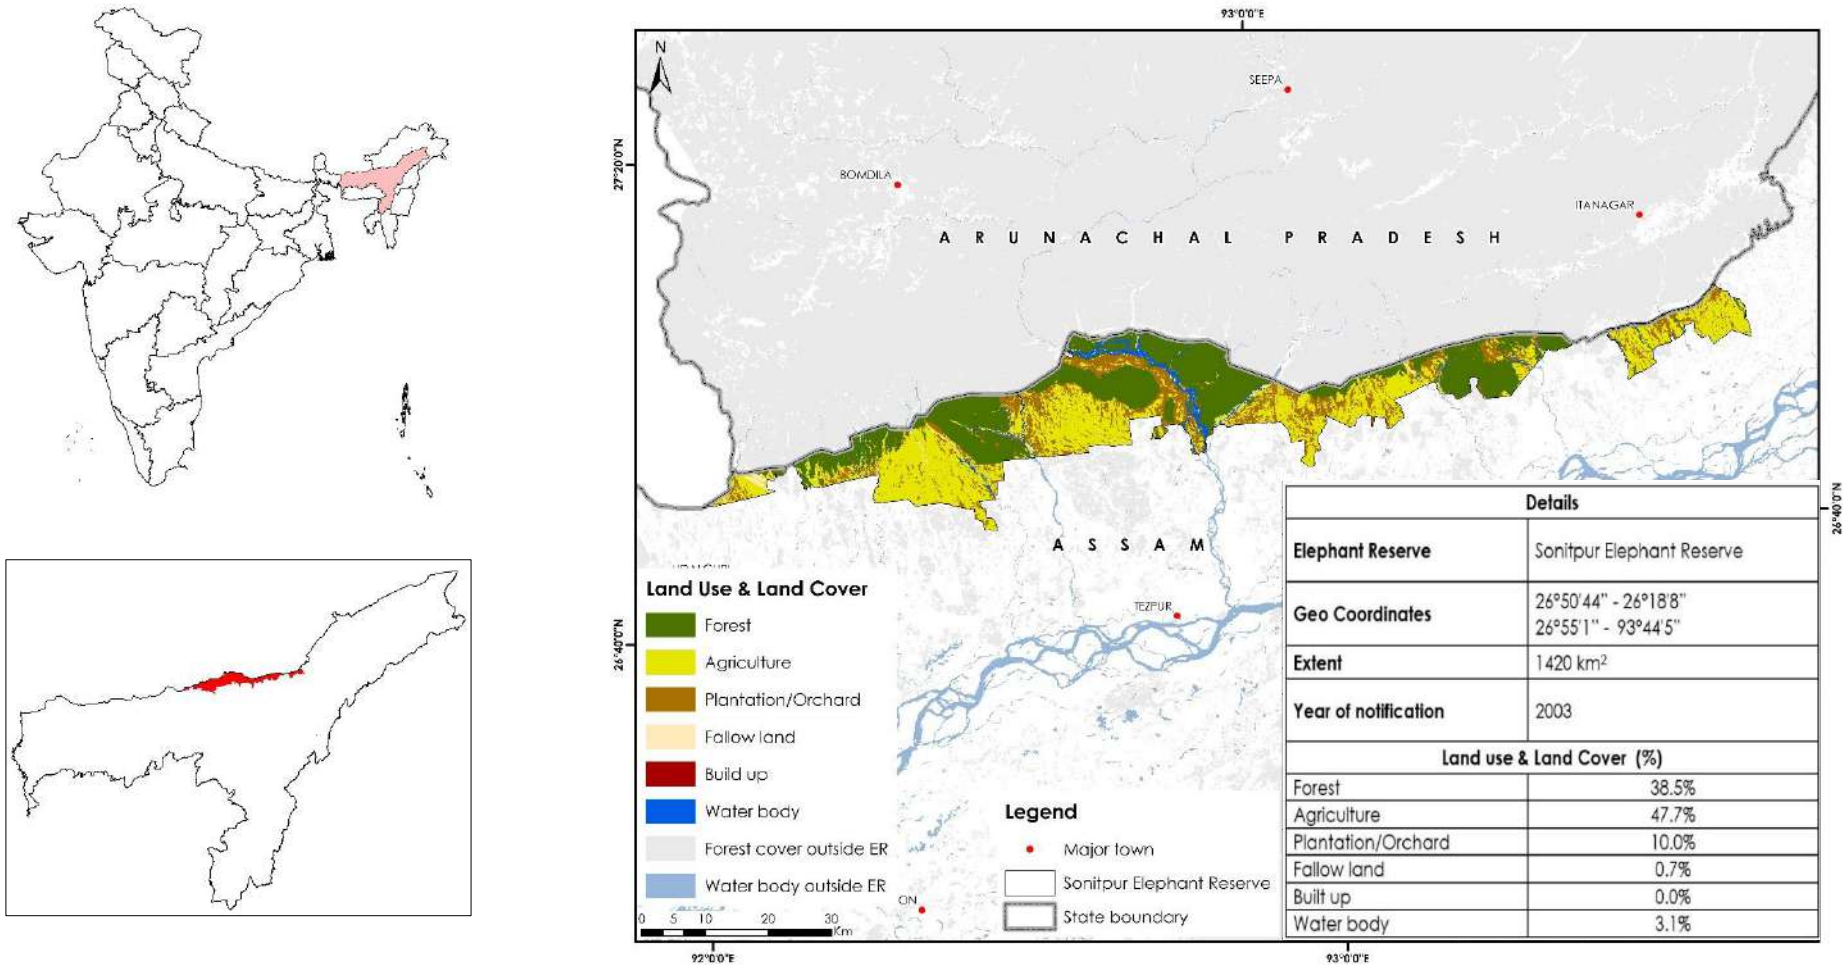 93°0'0"E
N
SEEPA
27°20'0"N
BOMDILA
ITANAGAR
ARUNACHAL PRADESH
26°40'0"N
ASSAM
TEZPUR
26°40'0"N
Land Use & Land Cover
Forest
Agriculture
Plantation/Orchard
Fallow land
Build up
Water body
Forest cover outside ER
Water body outside ER
0 5 10 20 30
Km
ON
Legend
Major town
Sonitpur Elephant Reserve
State boundary
Details
Elephant Reserve Sonitpur Elephant Reserve
Geo Coordinates 26°50'44" - 26°18'8"
26°55'1" - 93°44'5"
Extent 1420 km²
Year of notification 2003
Land use & Land Cover (%)
Forest 38.5%
Agriculture 47.7%
Plantation/Orchard 10.0%
Fallow land 0.7%
Built up 0.0%
Water body 3.1%
92°0'0"E
93°0'0"E